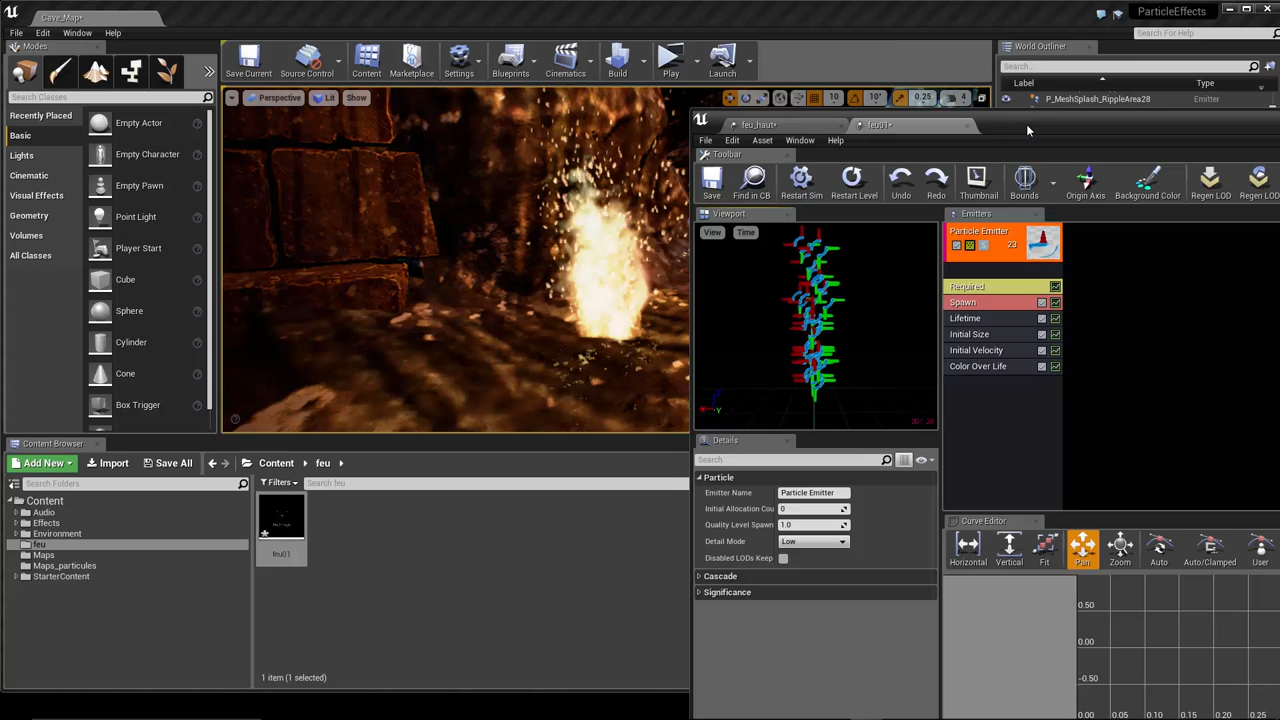 Cave_Map*
ParticleEffects
File Edit Window Help
Search For Help
Modes
Search Classes
Recently Placed
Basic
Lights
Cinematic
Visual Effects
Geometry
Volumes
All Classes
Empty Actor
Empty Character
Empty Pawn
Point Light
Player Start
Cube
Sphere
Cylinder
Cone
Box Trigger
Save Current
Source Control
Content
Marketplace
Settings
Blueprints
Cinematics
Build
Play
Launch
Perspective Lit Show
10 10° 0.25 4
World Outliner
Search...
Label Type
P_MeshSplash_RippleArea28 Emitter
feu_haut* feu01*
File Edit Asset Window Help
Toolbar
Save Find in CB Restart Sim Restart Level Undo Redo Thumbnail Bounds Origin Axis Background Color Regen LOD Regen LOD
Viewport
View Time
Emitters
Particle Emitter
23
Required
Spawn
Lifetime
Initial Size
Initial Velocity
Color Over Life
Details
Search
Particle
Emitter Name Particle Emitter
Initial Allocation Cou 0
Quality Level Spawn 1.0
Detail Mode Low
Disabled LODs Keep
Cascade
Significance
Curve Editor
Horizontal Vertical Fit Pan Zoom Auto Auto/Clamped User
0.50
0.00
-0.50
0.00 0.05 0.10 0.15 0.20 0.25
Content Browser
Add New Import Save All Content feu
Search Folders
Filters Search feu
Content
Audio
Effects
Environment
feu
Maps
Maps_particules
StarterContent
feu01
1 item (1 selected)